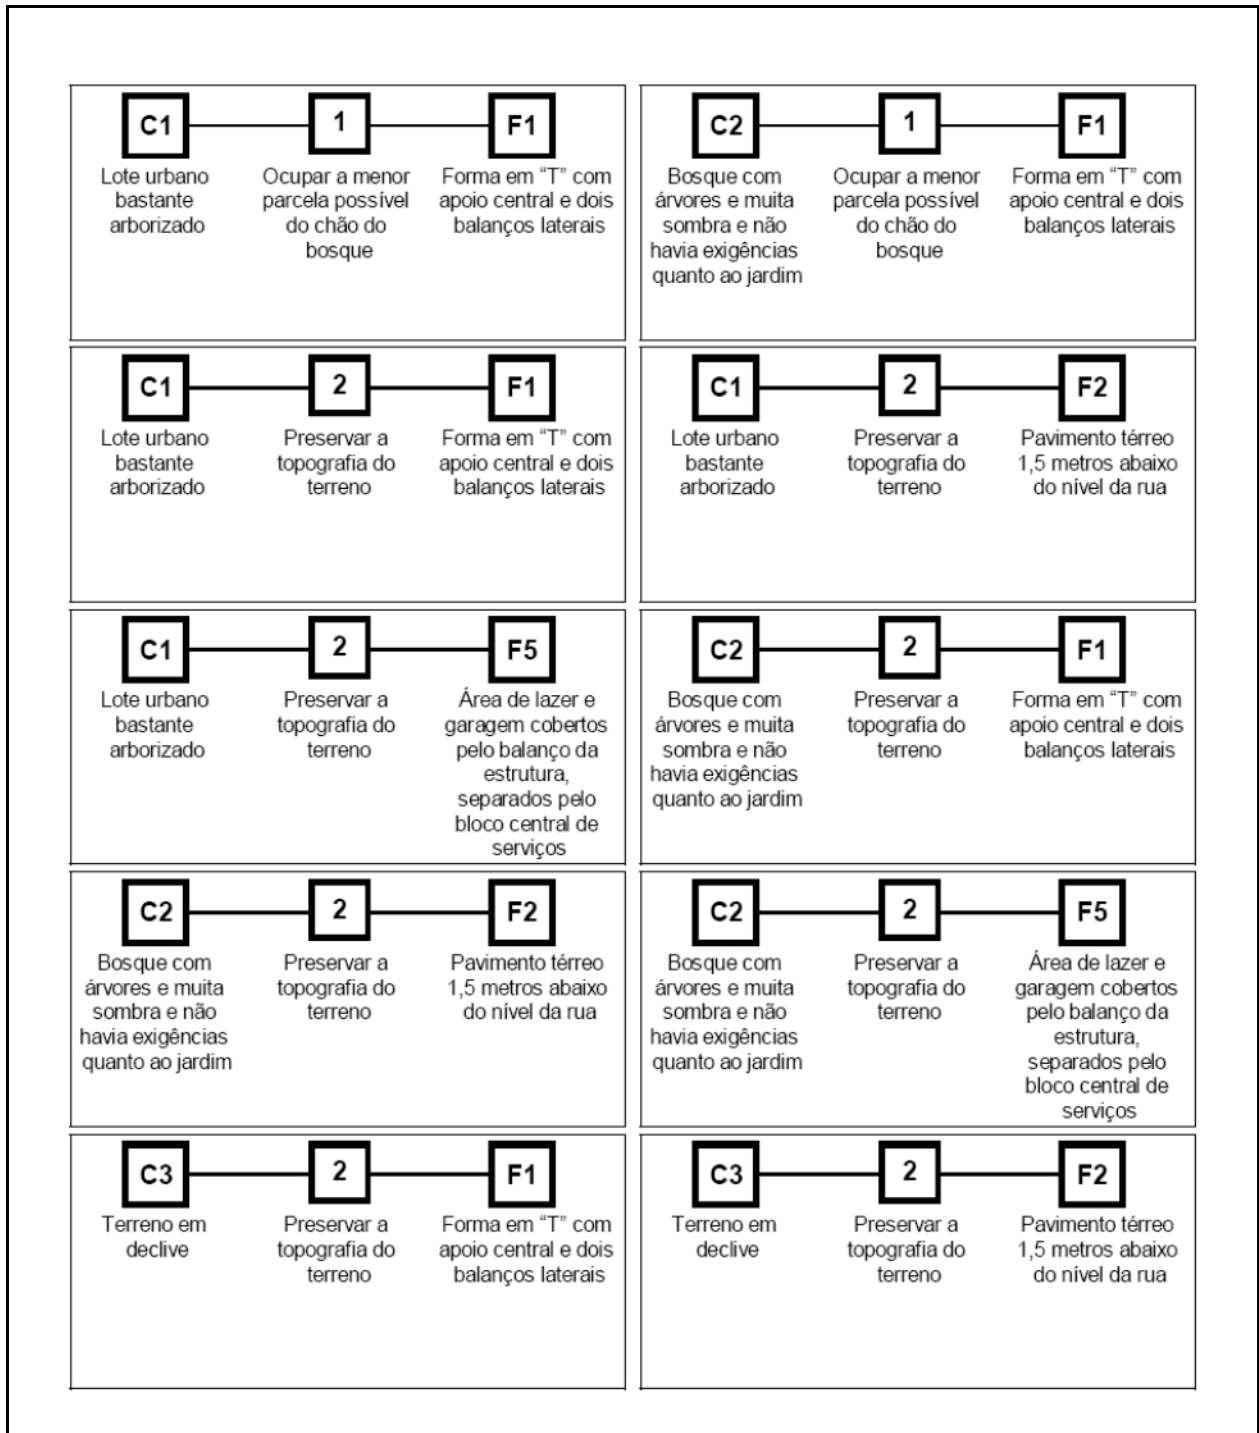 C1 1 F1
Lote urbano
bastante
arborizado
Ocupar a menor
parcela possível
do chão do
bosque
Forma em “T” com
apoio central e dois
balanços laterais
C2 1 F1
Bosque com
árvores e muita
sombra e não
havia exigências
quanto ao jardim
Ocupar a menor
parcela possível
do chão do
bosque
Forma em “T” com
apoio central e dois
balanços laterais
C1 2 F1
Lote urbano
bastante
arborizado
Preservar a
topografia do
terreno
Forma em “T” com
apoio central e dois
balanços laterais
C1 2 F2
Lote urbano
bastante
arborizado
Preservar a
topografia do
terreno
Pavimento térreo
1,5 metros abaixo
do nível da rua
C1 2 F5
Lote urbano
bastante
arborizado
Preservar a
topografia do
terreno
Área de lazer e
garagem cobertos
pelo balanço da
estrutura,
separados pelo
bloco central de
serviços
C2 2 F1
Bosque com
árvores e muita
sombra e não
havia exigências
quanto ao jardim
Preservar a
topografia do
terreno
Forma em “T” com
apoio central e dois
balanços laterais
C2 2 F2
Bosque com
árvores e muita
sombra e não
havia exigências
quanto ao jardim
Preservar a
topografia do
terreno
Pavimento térreo
1,5 metros abaixo
do nível da rua
C2 2 F5
Bosque com
árvores e muita
sombra e não
havia exigências
quanto ao jardim
Preservar a
topografia do
terreno
Área de lazer e
garagem cobertos
pelo balanço da
estrutura,
separados pelo
bloco central de
serviços
C3 2 F1
Terreno em
declive
Preservar a
topografia do
terreno
Forma em “T” com
apoio central e dois
balanços laterais
C3 2 F2
Terreno em
declive
Preservar a
topografia do
terreno
Pavimento térreo
1,5 metros abaixo
do nível da rua